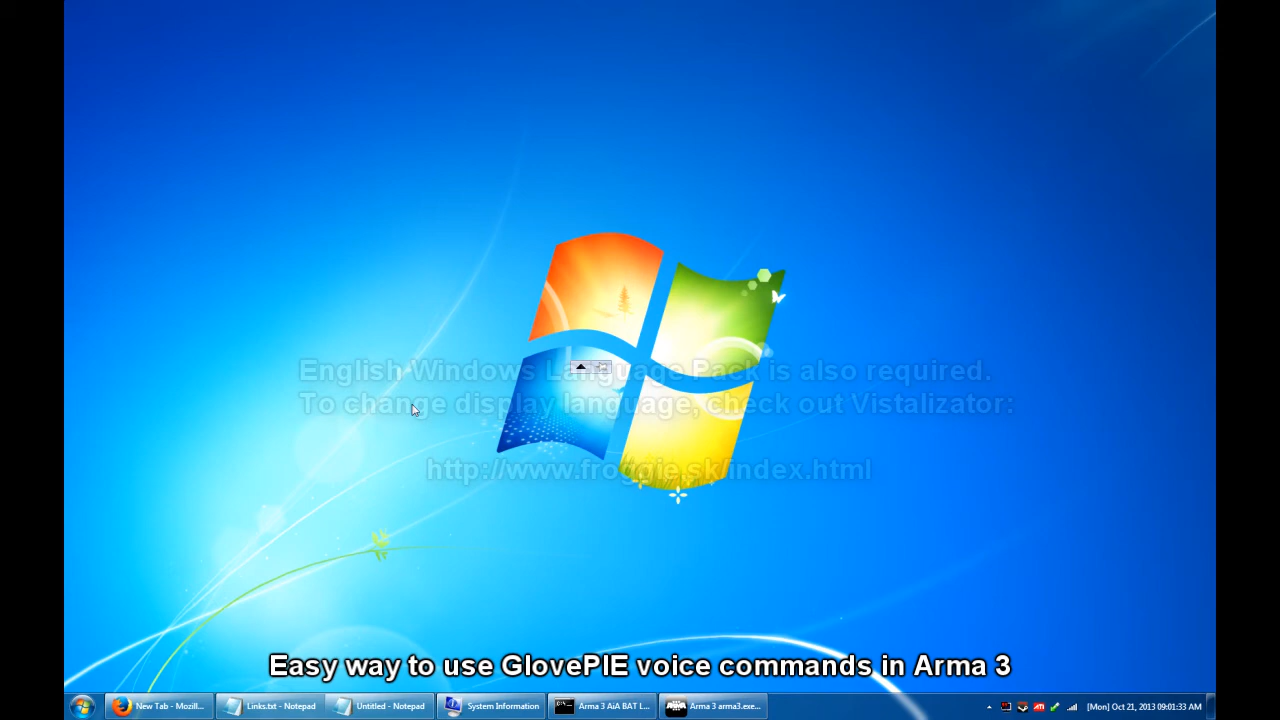 English Windows Language Pack is also required.
To change display language, check out Vistalizator:
http://www.froggie.sk/index.html
Easy way to use GlovePIE voice commands in Arma 3
New Tab - Mozill...
Links.txt - Notepad
Untitled - Notepad
System Information
Arma 3 AiA BAT L...
Arma 3 arma3.exe...
[Mon] Oct 21, 2013 09:01:33 AM